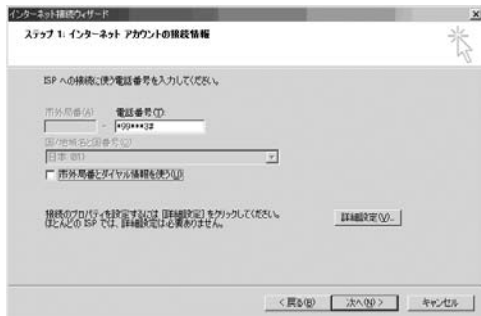 インターネット接続ウィザード
ステップ 1: インターネット アカウントの接続情報
ISP への接続に使う電話番号を入力してください。
市外局番(A) 電話番号(T):
- *99***3#
国/地域名と国番号(C)
日本 (81)
市外局番とダイヤル情報を使う(U)
接続のプロパティを設定するには [詳細設定] をクリックしてください。
ほとんどの ISP では、詳細設定は必要ありません。
詳細設定(V)...
< 戻る(B) 次へ(N) > キャンセル